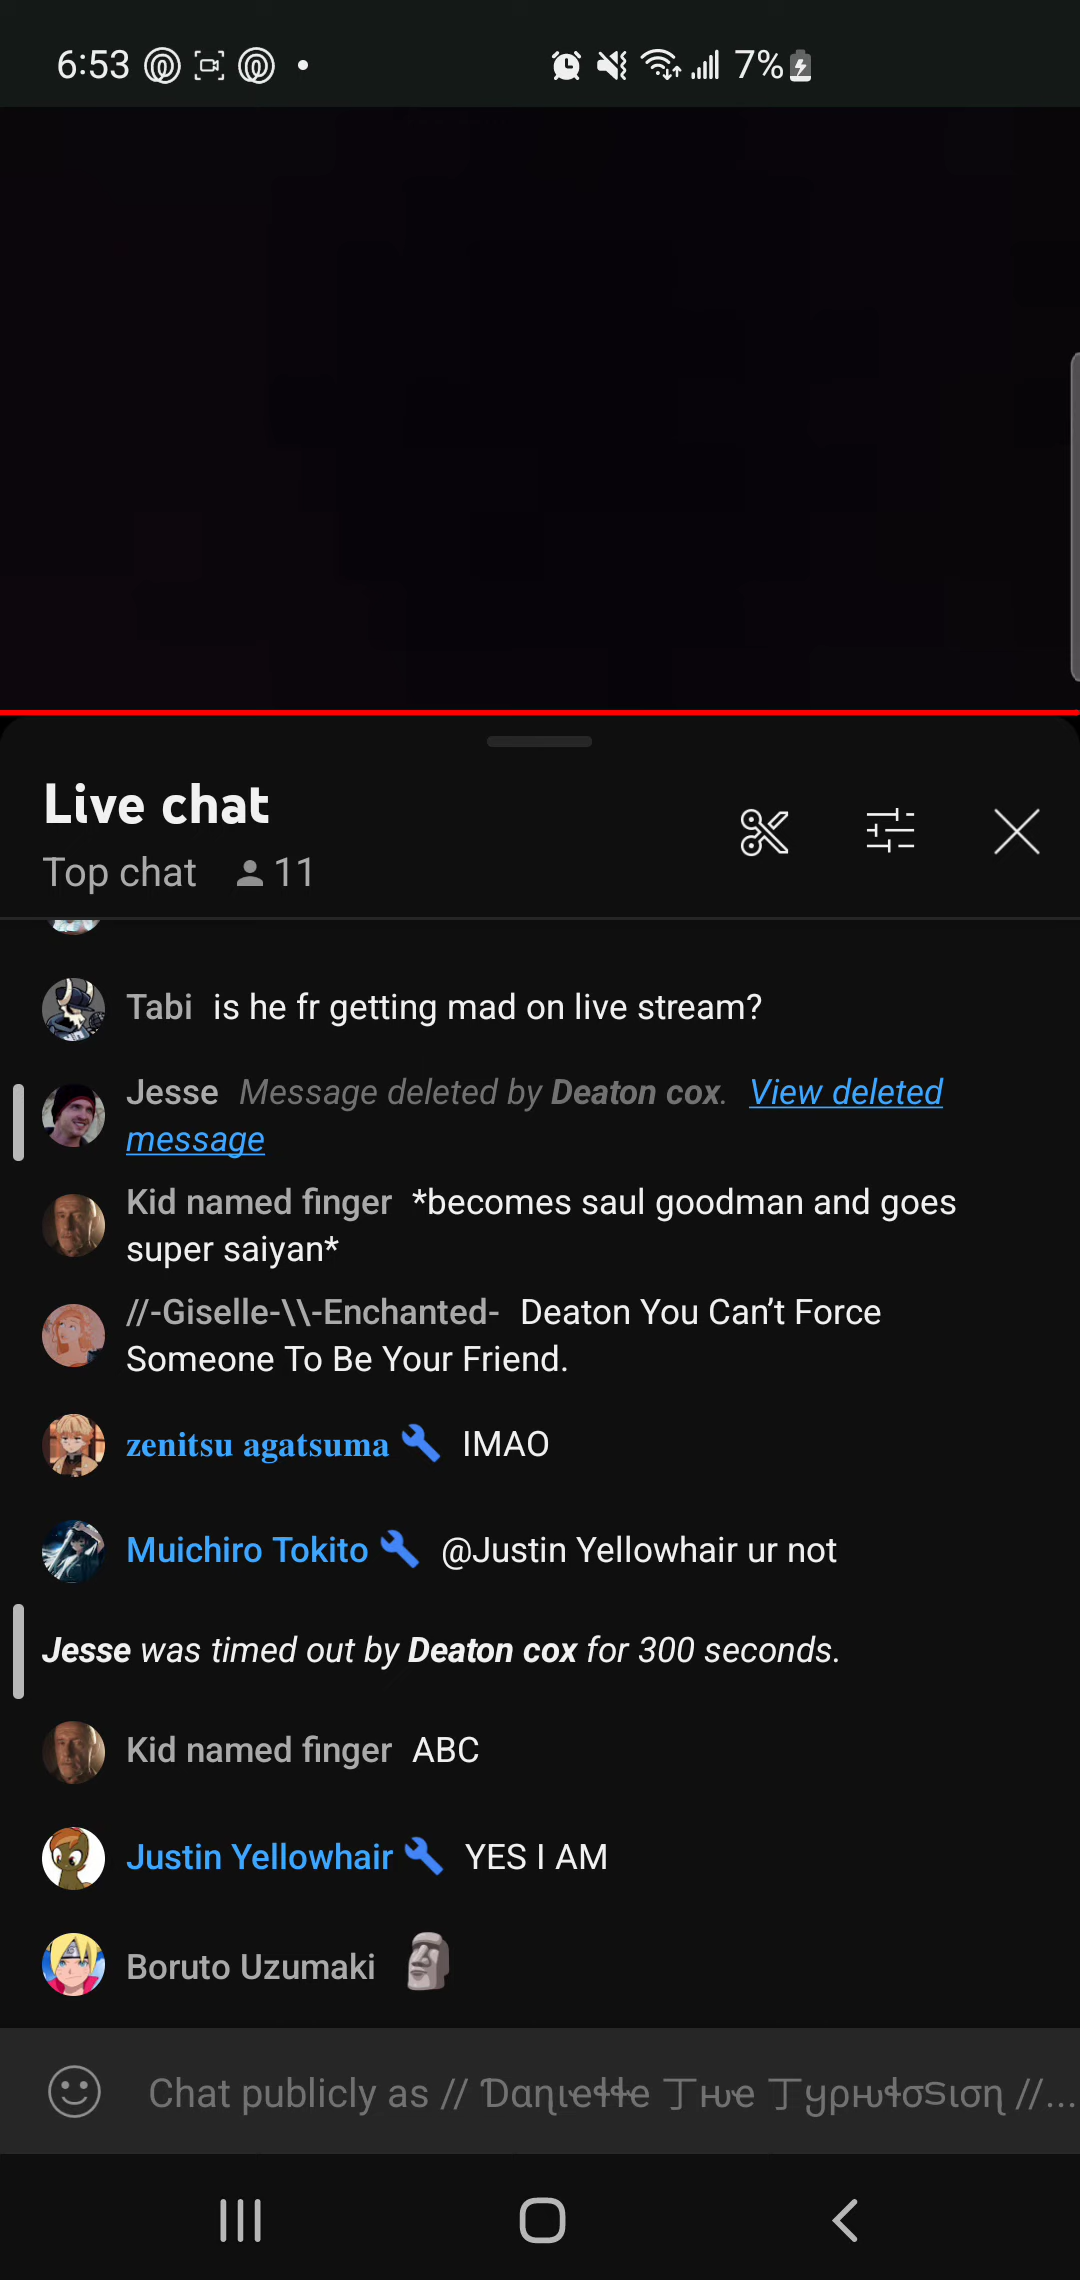 6:53 7%
Live chat
Top chat 11
Tabi is he fr getting mad on live stream?
Jesse Message deleted by Deaton cox. View deleted
message
Kid named finger *becomes saul goodman and goes
super saiyan*
//-Giselle-\\-Enchanted- Deaton You Can’t Force
Someone To Be Your Friend.
zenitsu agatsuma IMAO
Muichiro Tokito @Justin Yellowhair ur not
Jesse was timed out by Deaton cox for 300 seconds.
Kid named finger ABC
Justin Yellowhair YES I AM
Boruto Uzumaki 🗿
Chat publicly as //